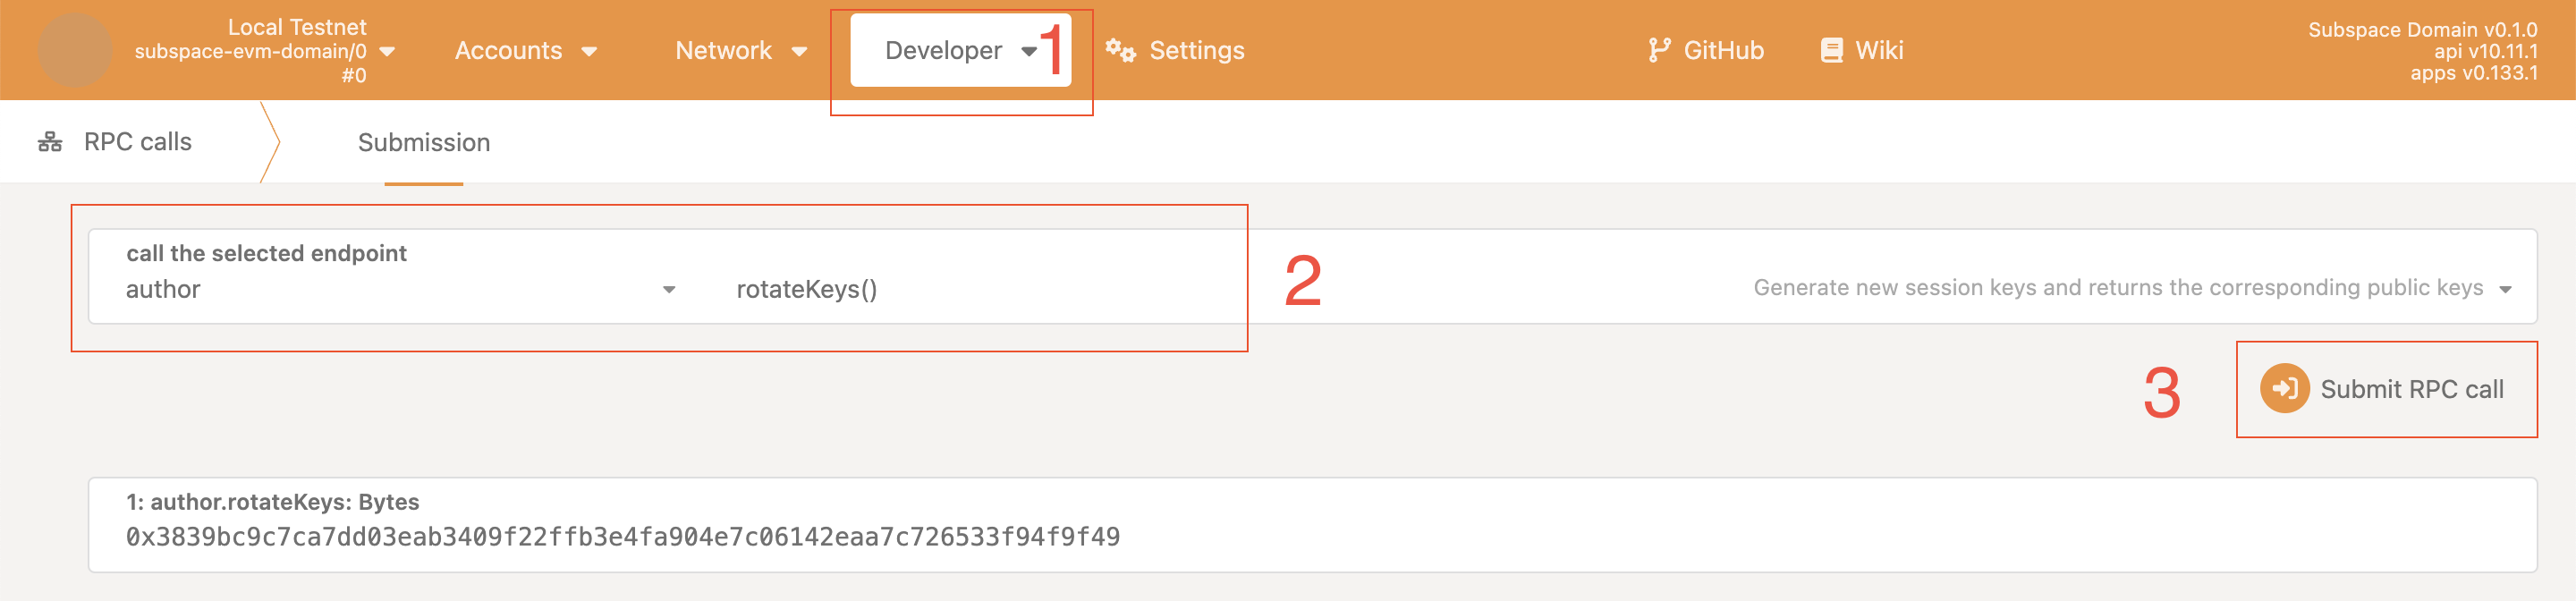 Local Testnet
subspace-evm-domain/0
#0
Accounts
Network
Developer
1
Settings
GitHub
Wiki
Subspace Domain v0.1.0
api v10.11.1
apps v0.133.1
RPC calls
Submission
call the selected endpoint
author
rotateKeys()
2
Generate new session keys and returns the corresponding public keys
3
Submit RPC call
1: author.rotateKeys: Bytes
0x3839bc9c7ca7dd03eab3409f22ffb3e4fa904e7c06142eaa7c726533f94f9f49